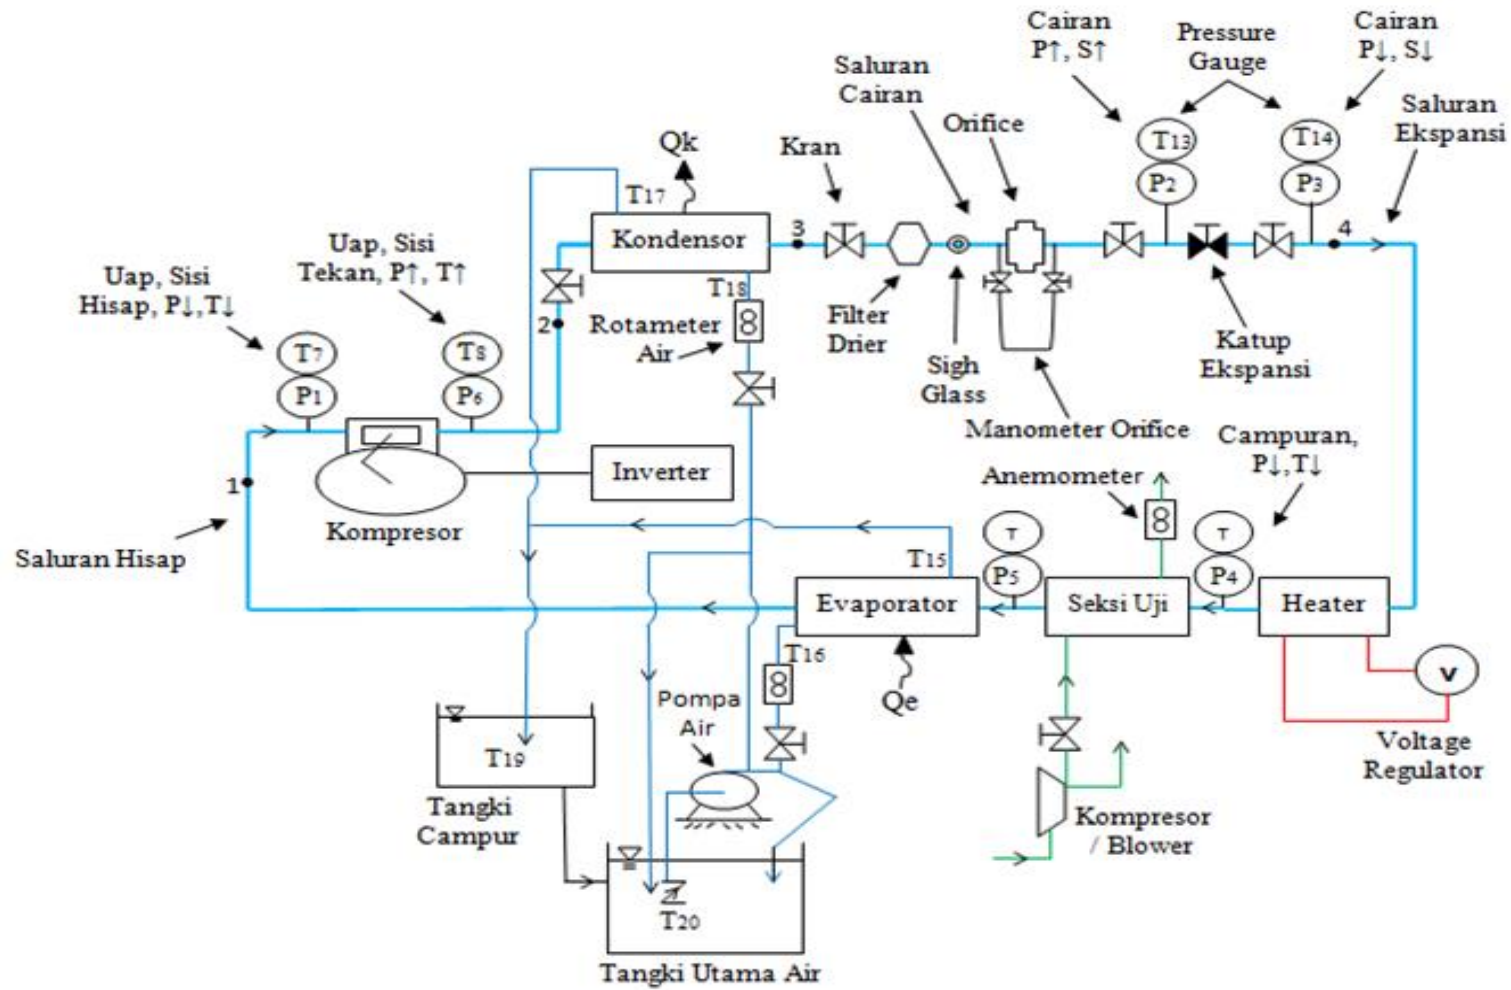 Cairan
P↑, S↑
Pressure
Gauge
Cairan
P↓, S↓
Saluran
Cairan
Orifice
Saluran
Ekspansi
Kran
T13
P2
T14
P3
Qk
T17
Kondensor
3
4
Uap, Sisi
Tekan, P↑, T↑
Uap, Sisi
Hisap, P↓,T↓
T18
2
Rotameter
Air
8
Filter
Drier
Sigh
Glass
Katup
Ekspansi
T7
P1
T8
P6
Manometer Orifice
Campuran,
P↓,T↓
Anemometer
8
1
Inverter
Kompresor
Saluran Hisap
T15
T
P5
T
P4
Evaporator
Seksi Uji
Heater
T16
8
Qe
V
Pompa
Air
Voltage
Regulator
T19
Tangki
Campur
Kompresor
/ Blower
T20
Tangki Utama Air